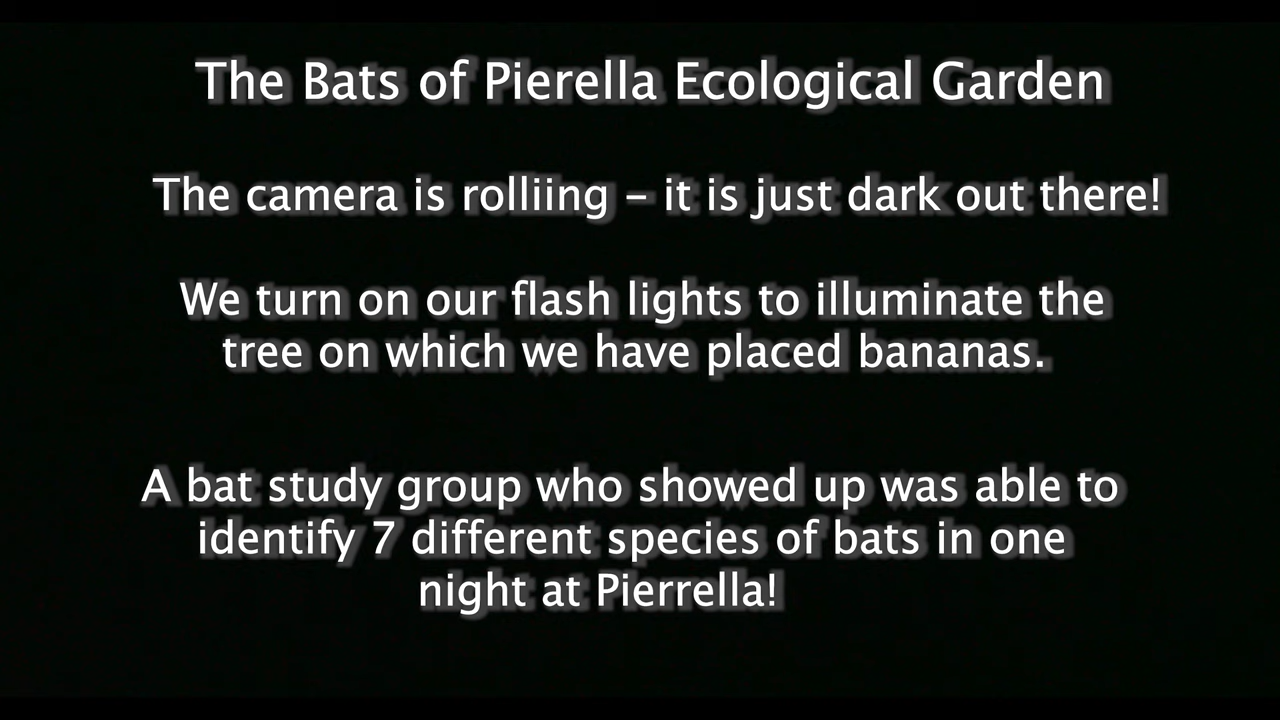 The Bats of Pierella Ecological Garden
The camera is rolliing – it is just dark out there!
We turn on our flash lights to illuminate the
tree on which we have placed bananas.
A bat study group who showed up was able to
identify 7 different species of bats in one
night at Pierrella!